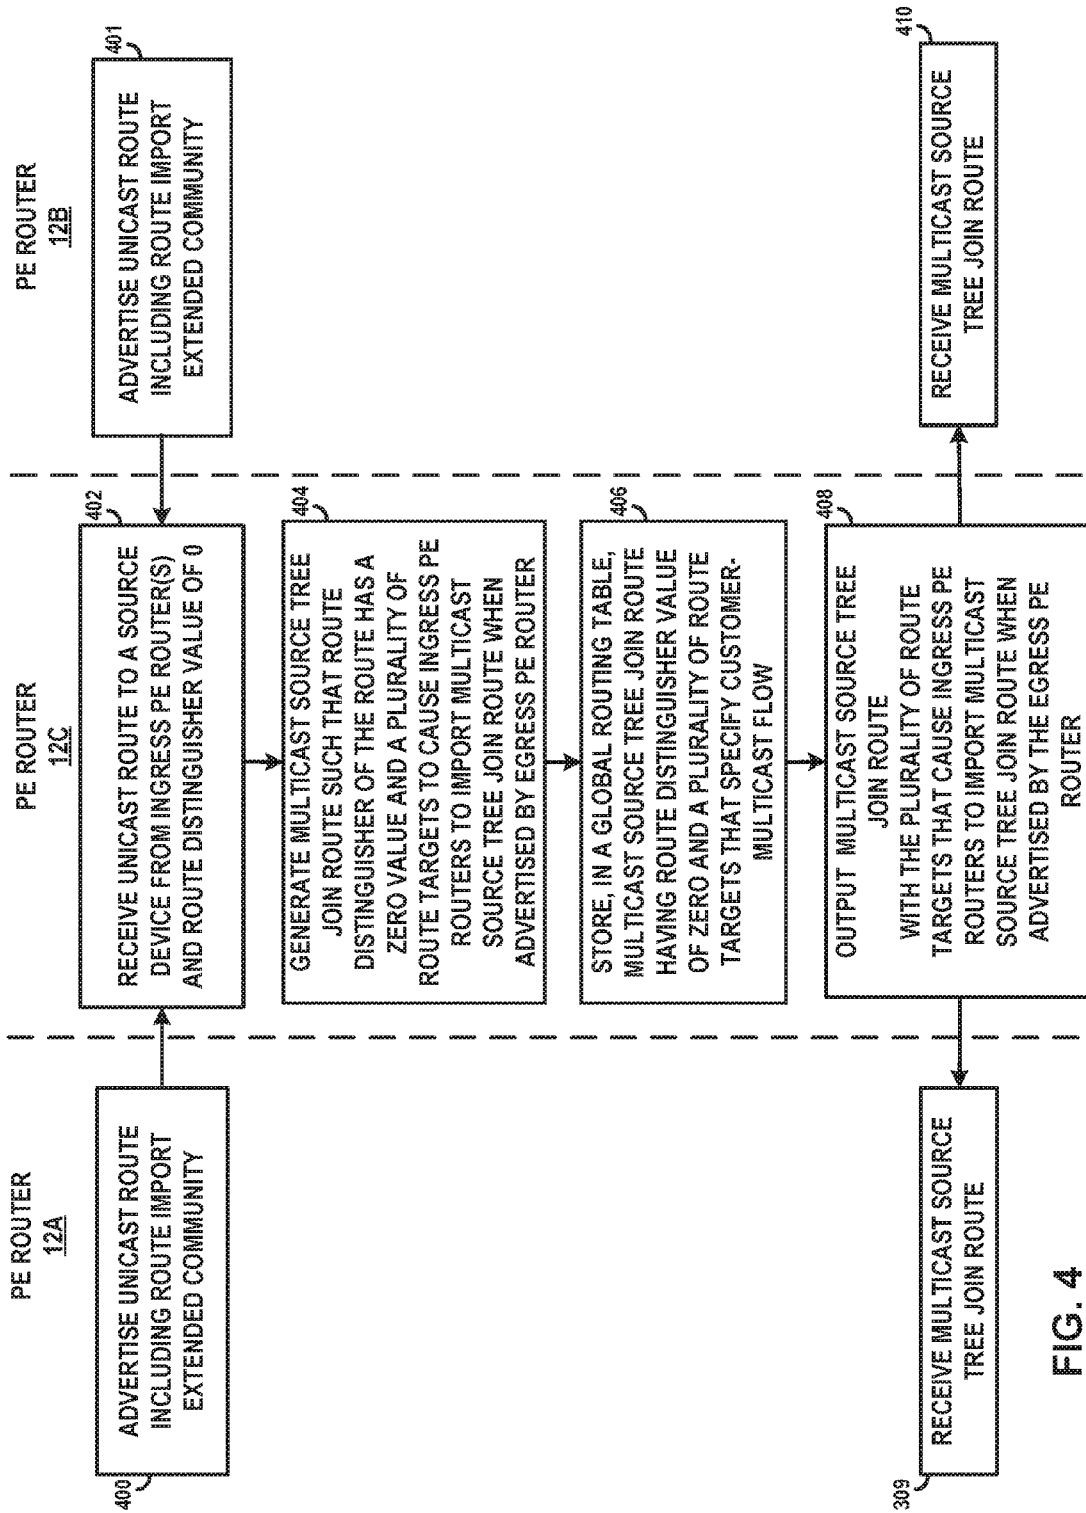 PE ROUTER
12A
PE ROUTER
12C
PE ROUTER
12B
400
ADVERTISE UNICAST ROUTE
INCLUDING ROUTE IMPORT
EXTENDED COMMUNITY
402
RECEIVE UNICAST ROUTE TO A SOURCE
DEVICE FROM INGRESS PE ROUTER(S)
AND ROUTE DISTINGUISHER VALUE OF 0
401
ADVERTISE UNICAST ROUTE
INCLUDING ROUTE IMPORT
EXTENDED COMMUNITY
404
GENERATE MULTICAST SOURCE TREE
JOIN ROUTE SUCH THAT ROUTE
DISTINGUISHER OF THE ROUTE HAS A
ZERO VALUE AND A PLURALITY OF
ROUTE TARGETS TO CAUSE INGRESS PE
ROUTERS TO IMPORT MULTICAST
SOURCE TREE JOIN ROUTE WHEN
ADVERTISED BY EGRESS PE ROUTER
406
STORE, IN A GLOBAL ROUTING TABLE,
MULTICAST SOURCE TREE JOIN ROUTE
HAVING ROUTE DISTINGUISHER VALUE
OF ZERO AND A PLURALITY OF ROUTE
TARGETS THAT SPECIFY CUSTOMER-
MULTICAST FLOW
408
OUTPUT MULTICAST SOURCE TREE
JOIN ROUTE
WITH THE PLURALITY OF ROUTE
TARGETS THAT CAUSE INGRESS PE
ROUTERS TO IMPORT MULTICAST
SOURCE TREE JOIN ROUTE WHEN
ADVERTISED BY THE EGRESS PE
ROUTER
309
RECEIVE MULTICAST SOURCE
TREE JOIN ROUTE
410
RECEIVE MULTICAST SOURCE
TREE JOIN ROUTE
FIG. 4